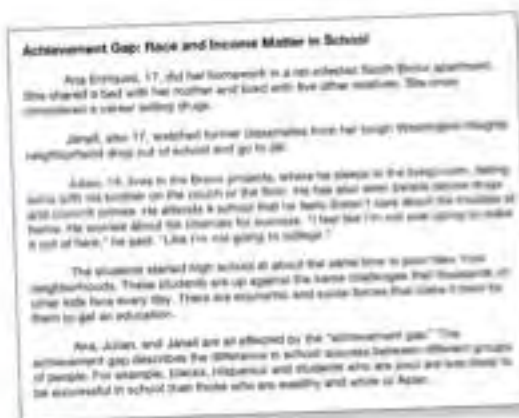 Achievement Gap: Race and Income Matter in School
Ana Enriquez, 17, did her homework in a rat-infested South Bronx apartment.
She shared a bed with her mother and lived with five other relatives. She once
considered a career selling drugs.
Janell, also 17, watched former classmates from her tough Washington Heights
neighborhood drop out of school and go to jail.
Julian, 18, lives in the Bronx projects, where he sleeps in the living room, taking
turns with his brother on the couch or the floor. He has also seen people drugs
and commit crimes. He attends a school that he feels doesn't care about his troubles at
home. He worries about his chances for success. "I feel like I'm not ever going to make
it out of here," he said. "Like I'm not going to college."
The students started high school at about the same time in poor New York
neighborhoods. These students are up against the same challenges that thousands of
other kids face every day. There are economic and social forces that make it hard for
them to get an education.
Ana, Julian, and Janell are all affected by the "achievement gap." The
achievement gap describes the difference in school success between different groups
of people. For example, blacks, Hispanics and students who are poor are less likely to
be successful in school than those who are wealthy and white or Asian.